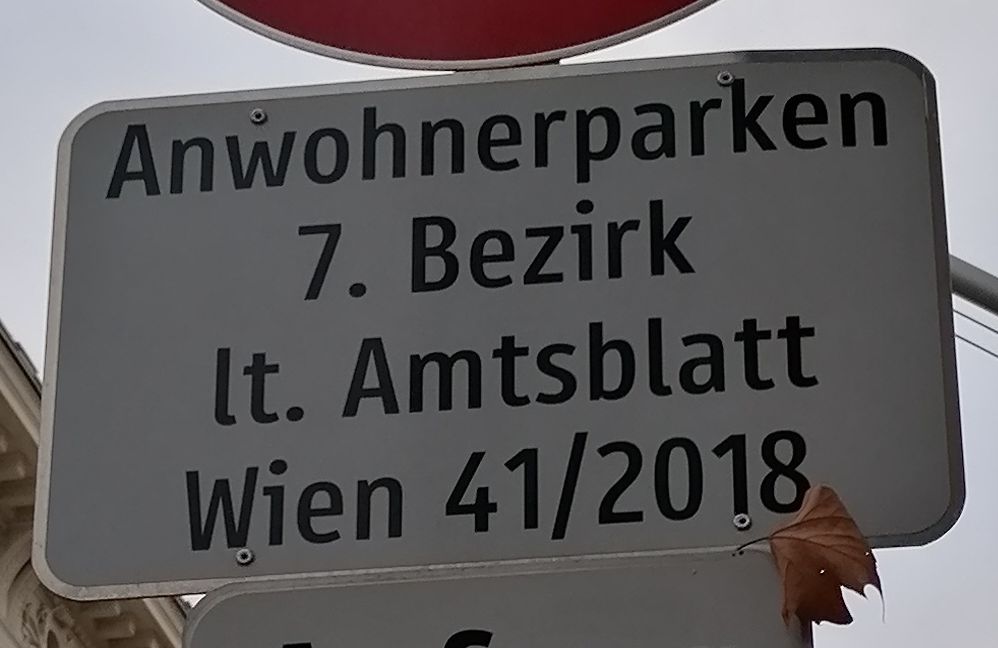 Anwohnerparken
7. Bezirk
lt. Amtsblatt
Wien 41/2018